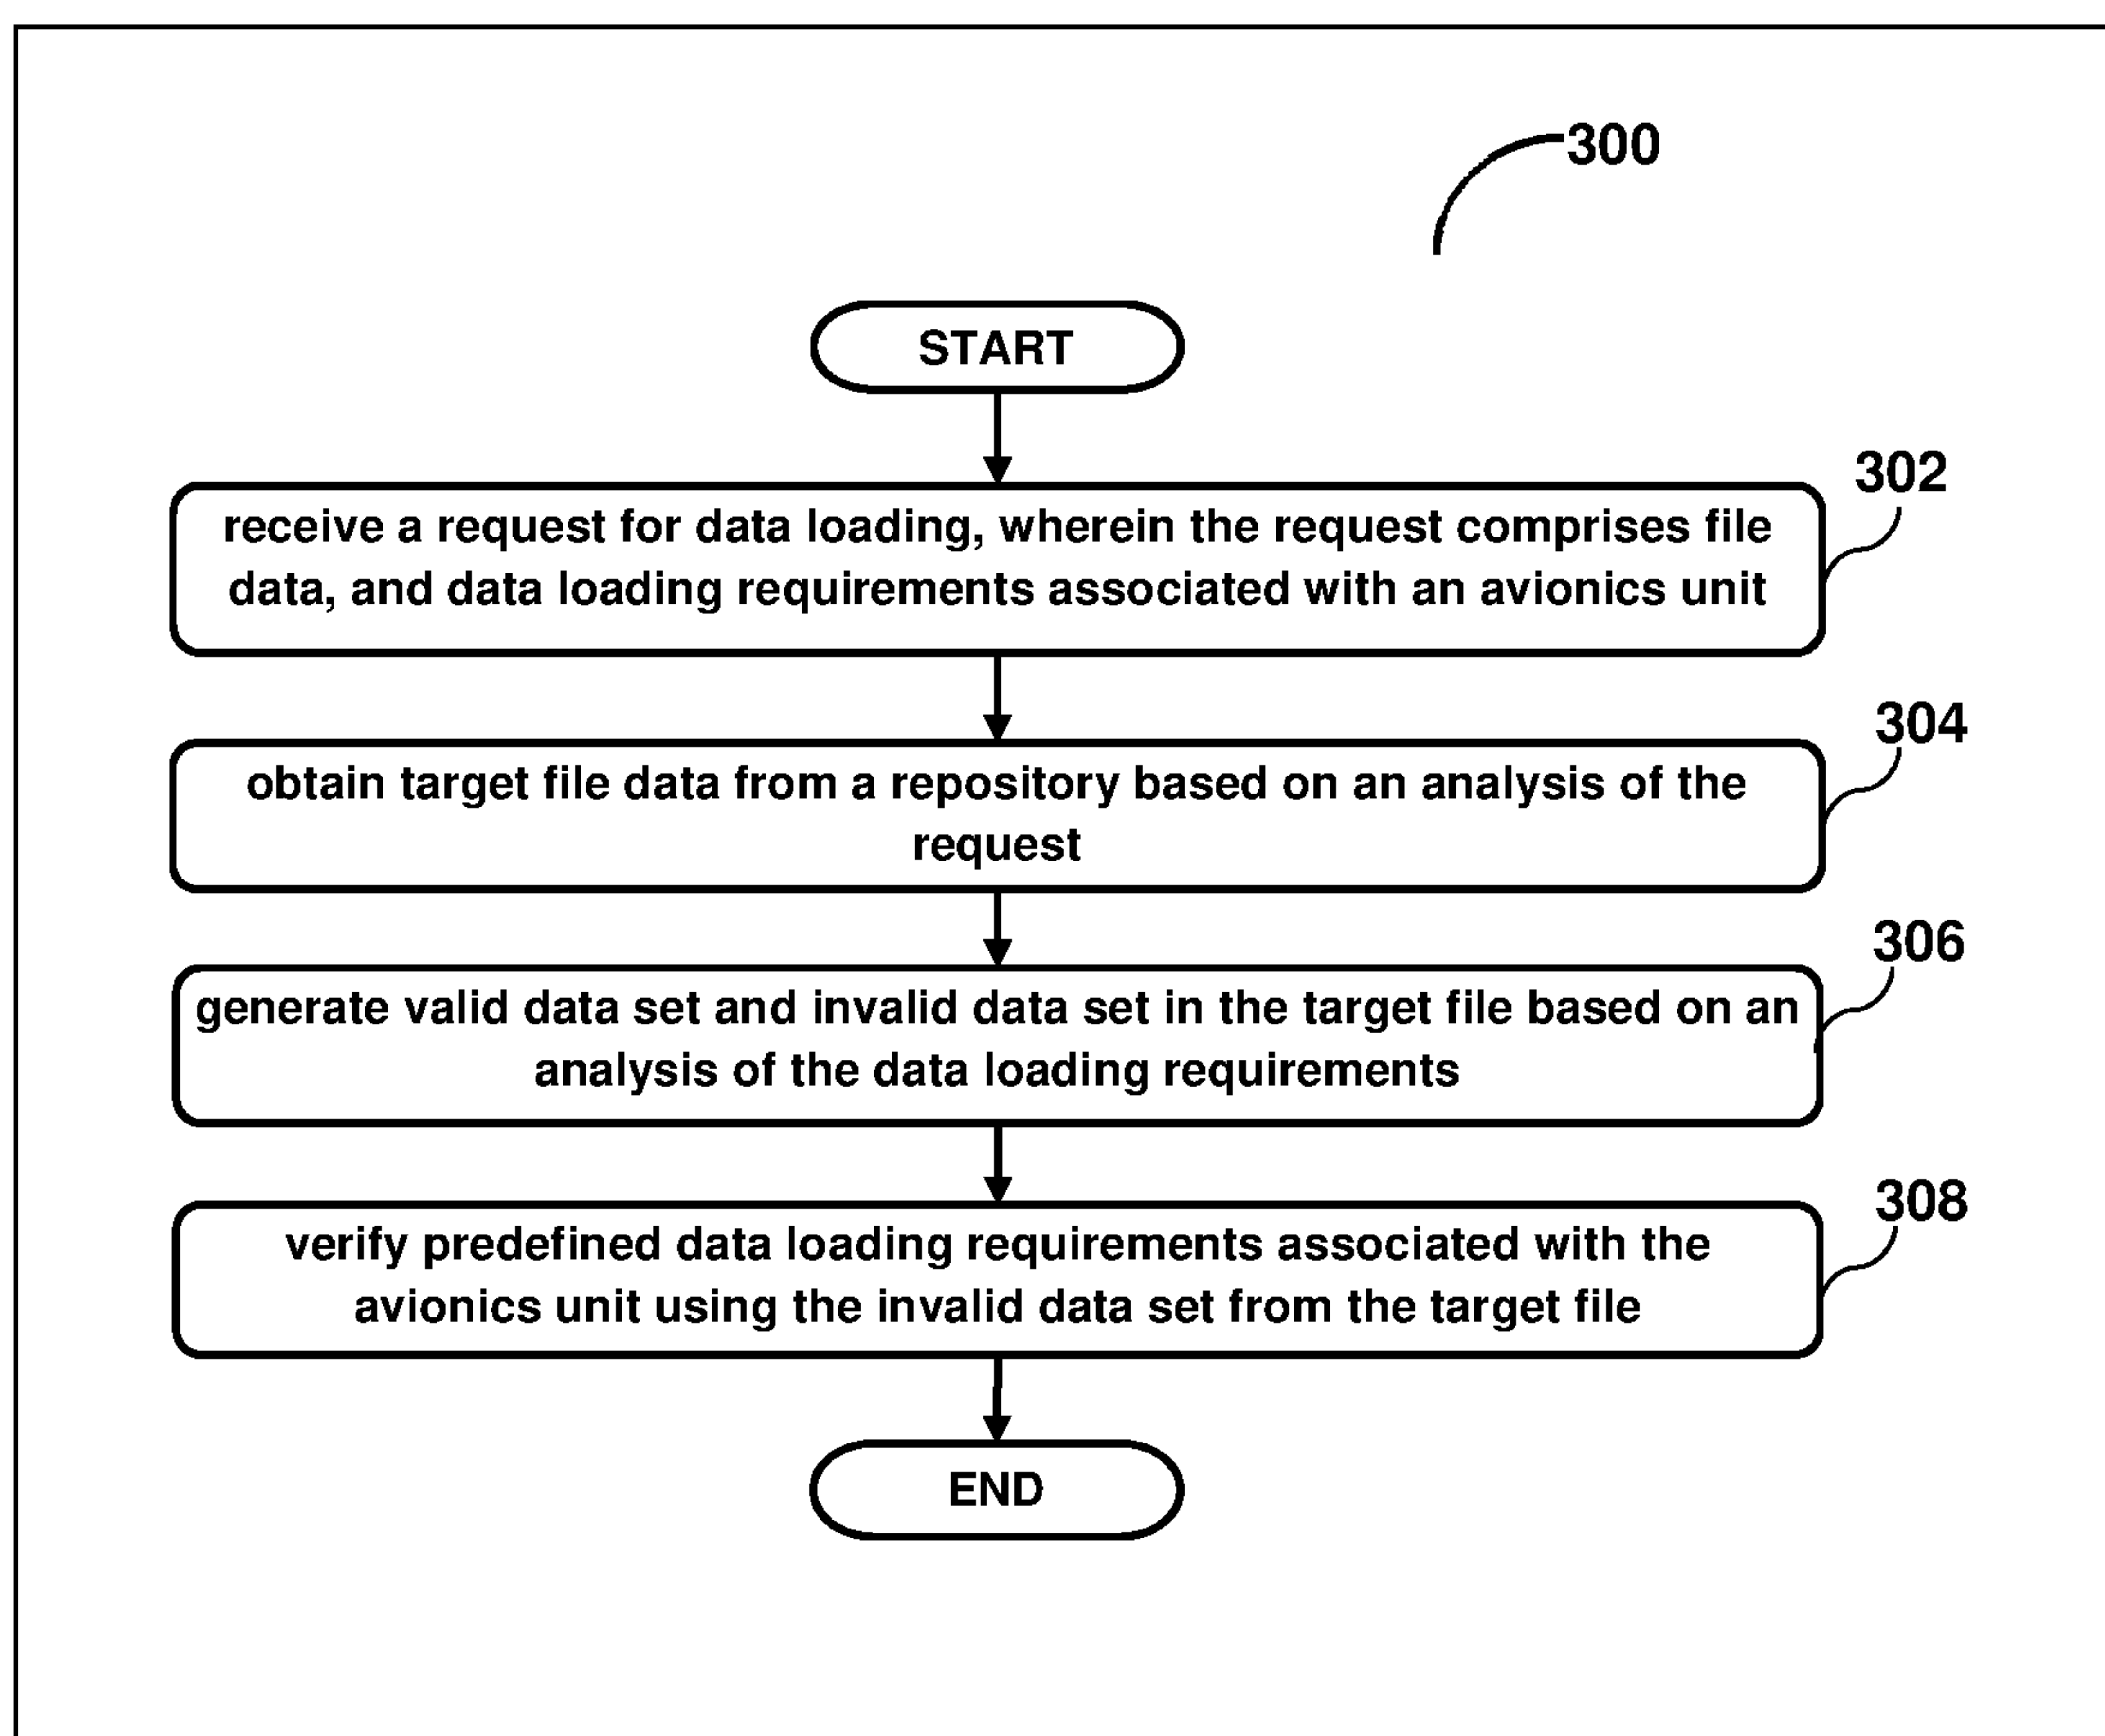 300
START
302
receive a request for data loading, wherein the request comprises file
data, and data loading requirements associated with an avionics unit
304
obtain target file data from a repository based on an analysis of the
request
306
generate valid data set and invalid data set in the target file based on an
analysis of the data loading requirements
308
verify predefined data loading requirements associated with the
avionics unit using the invalid data set from the target file
END